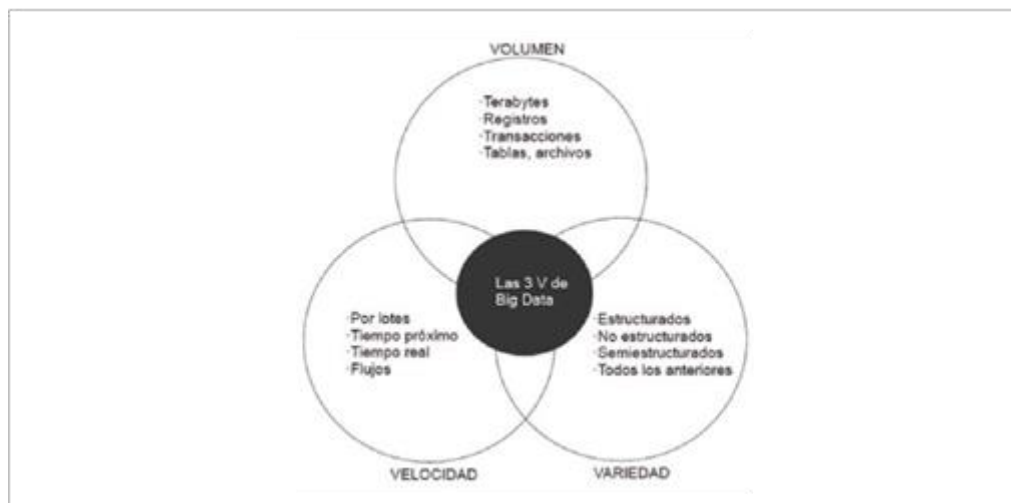 VOLUMEN
·Terabytes
·Registros
·Transacciones
·Tablas, archivos
Las 3 V de
Big Data
·Por lotes
·Tiempo próximo
·Tiempo real
·Flujos
·Estructurados
·No estructurados
·Semiestructurados
·Todos los anteriores
VELOCIDAD
VARIEDAD